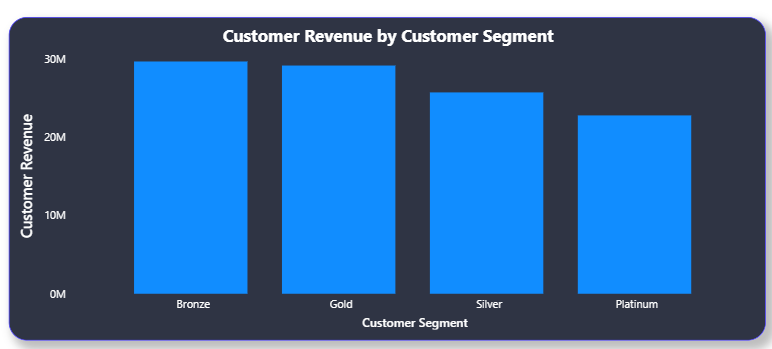 Customer Revenue by Customer Segment
30M
20M
10M
0M
Customer Revenue
Bronze Gold Silver Platinum
Customer Segment